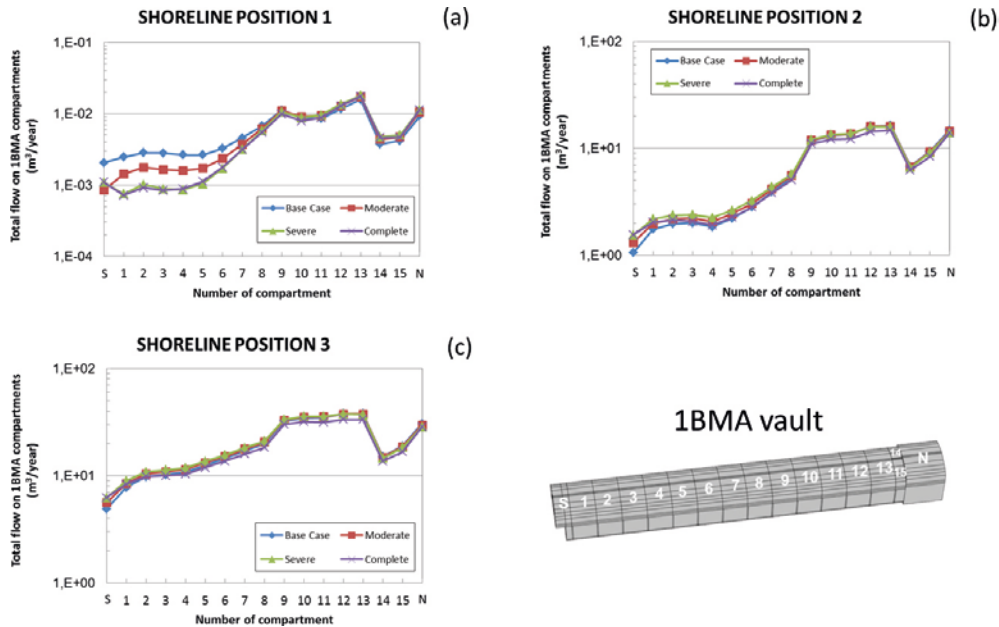 SHORELINE POSITION 1
(a)
Total flow on 1BMA compartments
(m³/year)
1,E-01
1,E-02
1,E-03
1,E-04
Base Case
Moderate
Severe
Complete
S 1 2 3 4 5 6 7 8 9 10 11 12 13 14 15 N
Number of compartment
SHORELINE POSITION 2
(b)
Total flow on 1BMA compartments
(m³/year)
1,E+02
1,E+01
1,E+00
Base Case
Moderate
Severe
Complete
S 1 2 3 4 5 6 7 8 9 10 11 12 13 14 15 N
Number of compartment
SHORELINE POSITION 3
(c)
Total flow on 1BMA compartments
(m³/year)
1,E+02
1,E+01
1,E+00
Base Case
Moderate
Severe
Complete
S 1 2 3 4 5 6 7 8 9 10 11 12 13 14 15 N
Number of compartment
1BMA vault
S 1 2 3 4 5 6 7 8 9 10 11 12 13 14 15 N